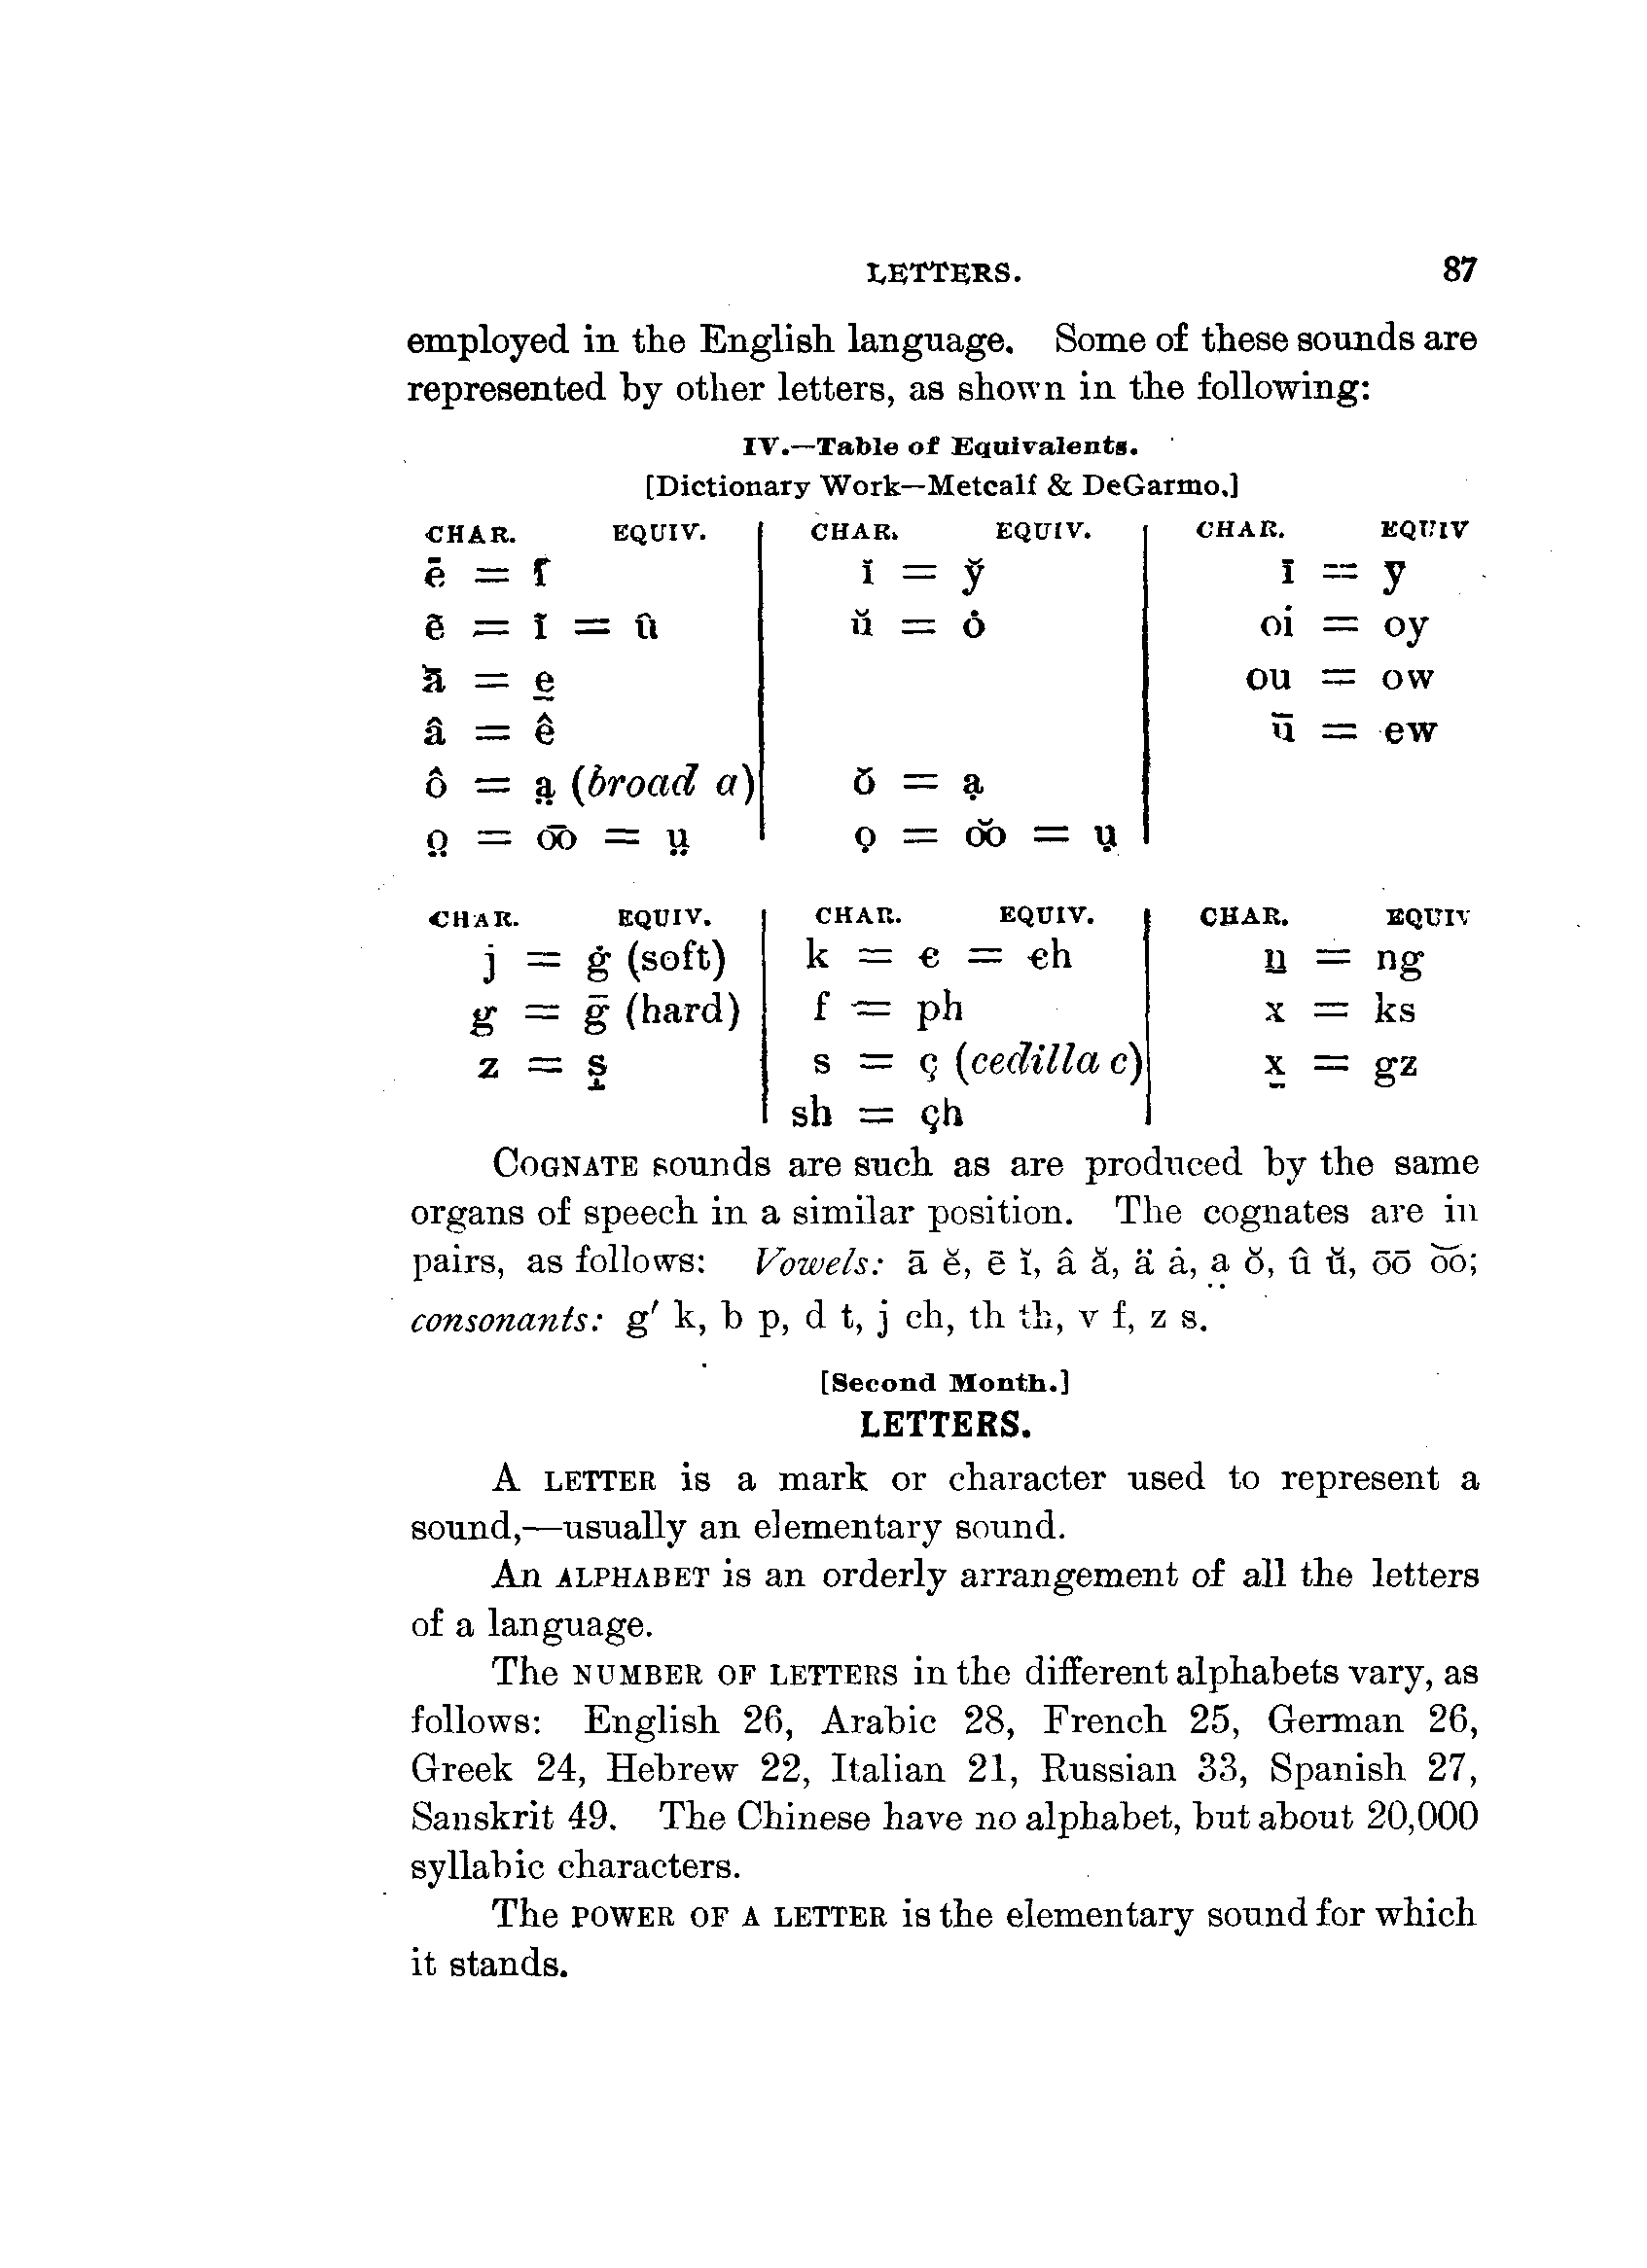 LETTERS. 87
employed in the English language. Some of these sounds are
represented by other letters, as shown in the following:
IV.—Table of Equivalents.
[Dictionary Work—Metcalf & DeGarmo.]
CHAR. EQUIV. CHAR. EQUIV. CHAR. EQUIV
ē = ï ĭ = y̆ ī = ȳ
ẽ = ĩ = û ŭ = ȯ oi = oy
ā = e̱ ou = ow
â = ê ū = ew
ô = a̤ (broad a) ŏ = ạ
o̤ = o͞o = ṳ ọ = o͝o = ụ
CHAR. EQUIV. CHAR. EQUIV. CHAR. EQUIV
j = ġ (soft) k = є = єh n̲ = ng
g = ḡ (hard) f = ph x = ks
z = s̱ s = ç (cedilla c) x̱ = gz
sh = çh
COGNATE sounds are such as are produced by the same
organs of speech in a similar position. The cognates are in
pairs, as follows: Vowels: ā ĕ, ē ĭ, â ă, ä ȧ, a̤ ŏ, û ŭ, o͞o o͝o;
consonants: g' k, b p, d t, j ch, th th, v f, z s.
[Second Month.]
LETTERS.
A LETTER is a mark or character used to represent a
sound,—usually an elementary sound.
An ALPHABET is an orderly arrangement of all the letters
of a language.
The NUMBER OF LETTERS in the different alphabets vary, as
follows: English 26, Arabic 28, French 25, German 26,
Greek 24, Hebrew 22, Italian 21, Russian 33, Spanish 27,
Sanskrit 49. The Chinese have no alphabet, but about 20,000
syllabic characters.
The POWER OF A LETTER is the elementary sound for which
it stands.